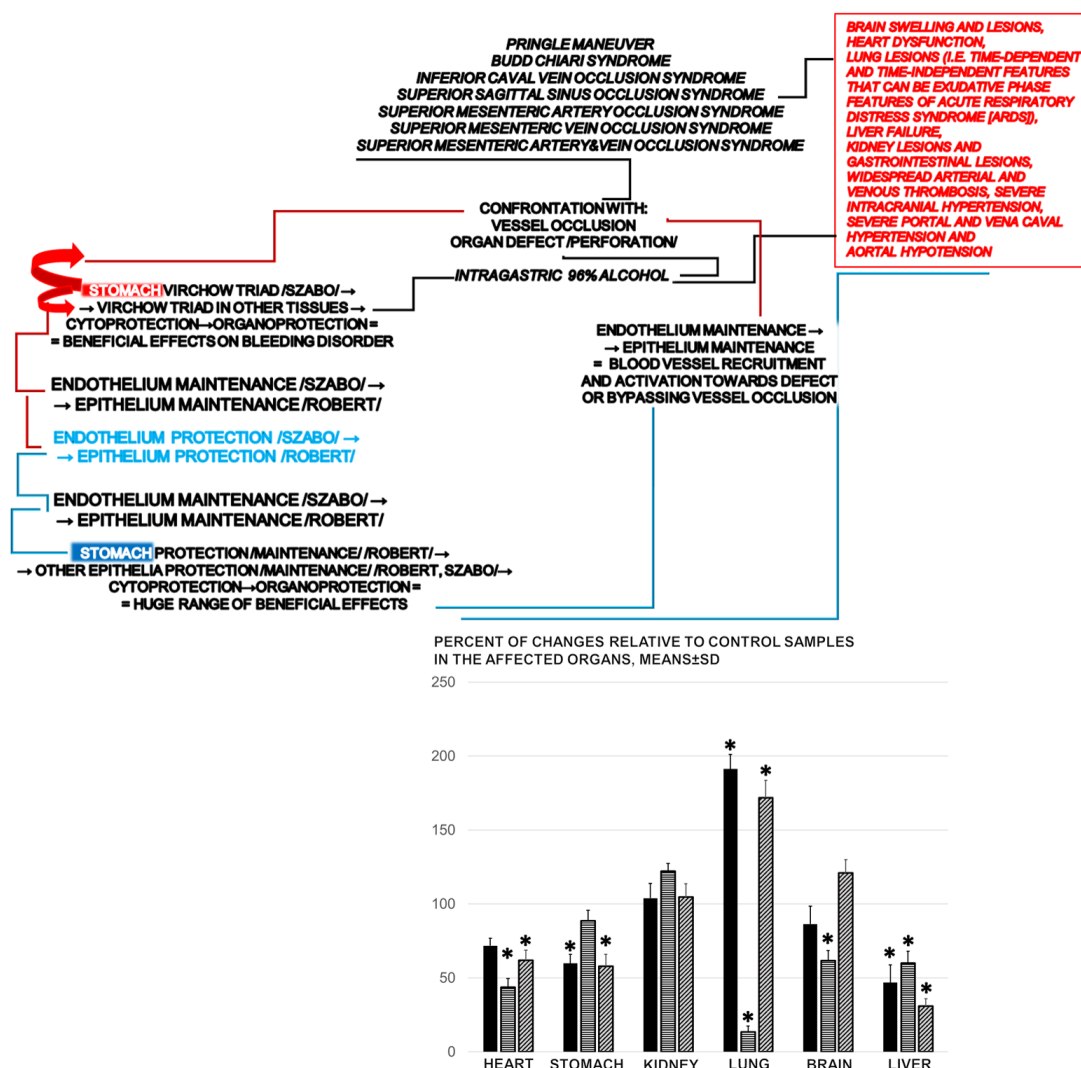 PRINGLE MANEUVER
BUDD CHIARI SYNDROME
INFERIOR CAVAL VEIN OCCLUSION SYNDROME
SUPERIOR SAGITTAL SINUS OCCLUSION SYNDROME
SUPERIOR MESENTERIC ARTERY OCCLUSION SYNDROME
SUPERIOR MESENTERIC VEIN OCCLUSION SYNDROME
SUPERIOR MESENTERIC ARTERY&VEIN OCCLUSION SYNDROME
BRAIN SWELLING AND LESIONS,
HEART DYSFUNCTION,
LUNG LESIONS (I.E. TIME-DEPENDENT
AND TIME-INDEPENDENT FEATURES
THAT CAN BE EXUDATIVE PHASE
FEATURES OF ACUTE RESPIRATORY
DISTRESS SYNDROME [ARDS]),
LIVER FAILURE,
KIDNEY LESIONS AND
GASTROINTESTINAL LESIONS,
WIDESPREAD ARTERIAL AND
VENOUS THROMBOSIS, SEVERE
INTRACRANIAL HYPERTENSION,
SEVERE PORTAL AND VENA CAVAL
HYPERTENSION AND
AORTAL HYPOTENSION
CONFRONTATION WITH:
VESSEL OCCLUSION
ORGAN DEFECT /PERFORATION/
INTRAGASTRIC 96% ALCOHOL
STOMACH VIRCHOW TRIAD /SZABO/ →
→ VIRCHOW TRIAD IN OTHER TISSUES →
CYTOPROTECTION→ORGANOPROTECTION =
= BENEFICIAL EFFECTS ON BLEEDING DISORDER
ENDOTHELIUM MAINTENANCE →
→ EPITHELIUM MAINTENANCE
= BLOOD VESSEL RECRUITMENT
AND ACTIVATION TOWARDS DEFECT
OR BYPASSING VESSEL OCCLUSION
ENDOTHELIUM MAINTENANCE /SZABO/ →
→ EPITHELIUM MAINTENANCE /ROBERT/
ENDOTHELIUM PROTECTION /SZABO/ →
→ EPITHELIUM PROTECTION /ROBERT/
ENDOTHELIUM MAINTENANCE /SZABO/ →
→ EPITHELIUM MAINTENANCE /ROBERT/
STOMACH PROTECTION/MAINTENANCE/ /ROBERT/ →
→ OTHER EPITHELIA PROTECTION/MAINTENANCE/ /ROBERT, SZABO/→
CYTOPROTECTION→ORGANOPROTECTION =
= HUGE RANGE OF BENEFICIAL EFFECTS
PERCENT OF CHANGES RELATIVE TO CONTROL SAMPLES
IN THE AFFECTED ORGANS, MEANS±SD
250
200
150
100
50
0
* * * * * * * * * * *
HEART STOMACH KIDNEY LUNG BRAIN LIVER